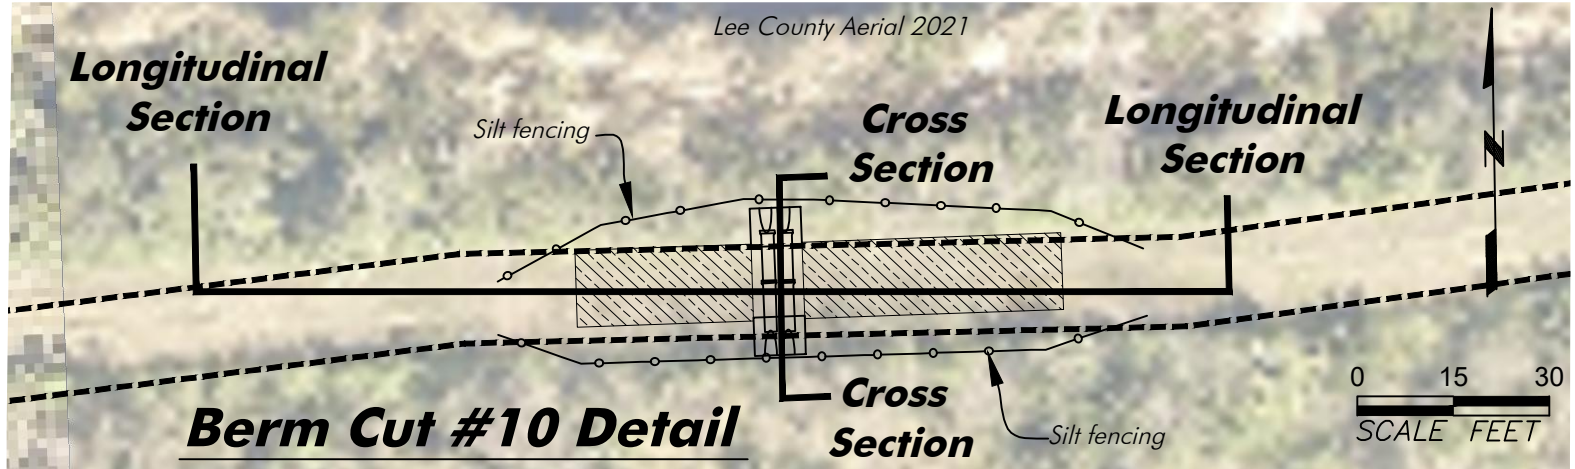 Lee County Aerial 2021
Longitudinal
Section
Silt fencing
Cross
Section
Longitudinal
Section
N
0 15 30
SCALE FEET
Cross
Section
Silt fencing
Berm Cut #10 Detail